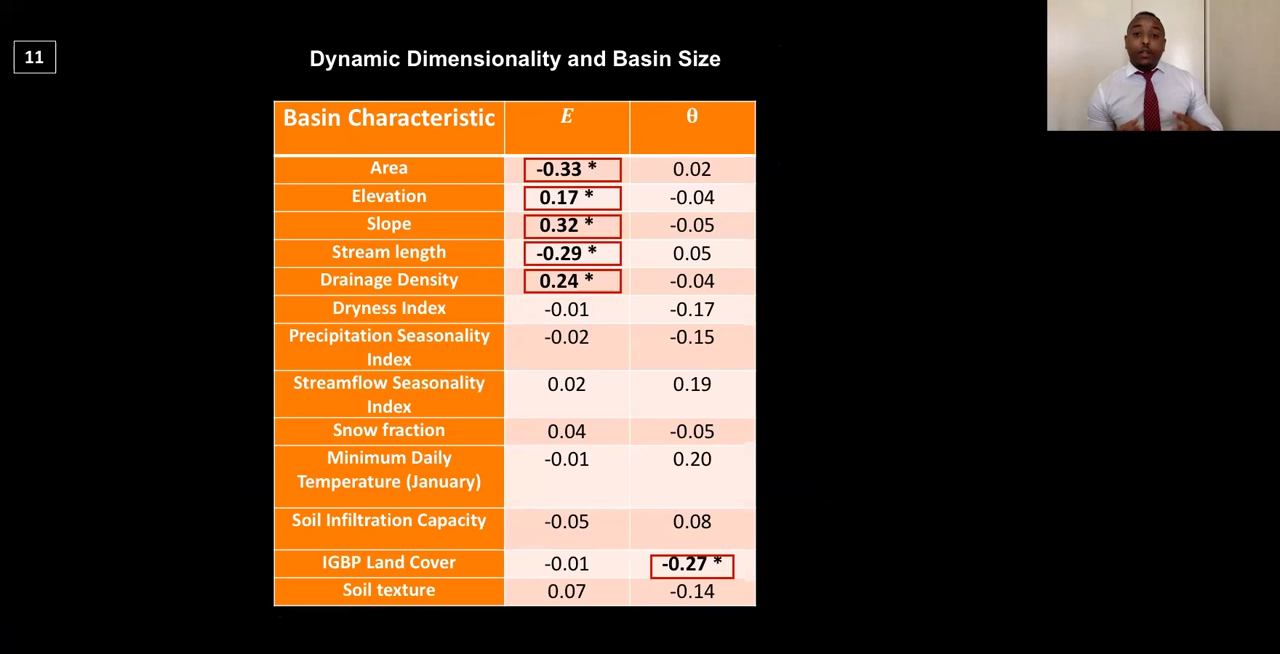 11
Dynamic Dimensionality and Basin Size
Basin Characteristic E θ
Area -0.33 * 0.02
Elevation 0.17 * -0.04
Slope 0.32 * -0.05
Stream length -0.29 * 0.05
Drainage Density 0.24 * -0.04
Dryness Index -0.01 -0.17
Precipitation Seasonality -0.02 -0.15
Index
Streamflow Seasonality 0.02 0.19
Index
Snow fraction 0.04 -0.05
Minimum Daily -0.01 0.20
Temperature (January)
Soil Infiltration Capacity -0.05 0.08
IGBP Land Cover -0.01 -0.27 *
Soil texture 0.07 -0.14